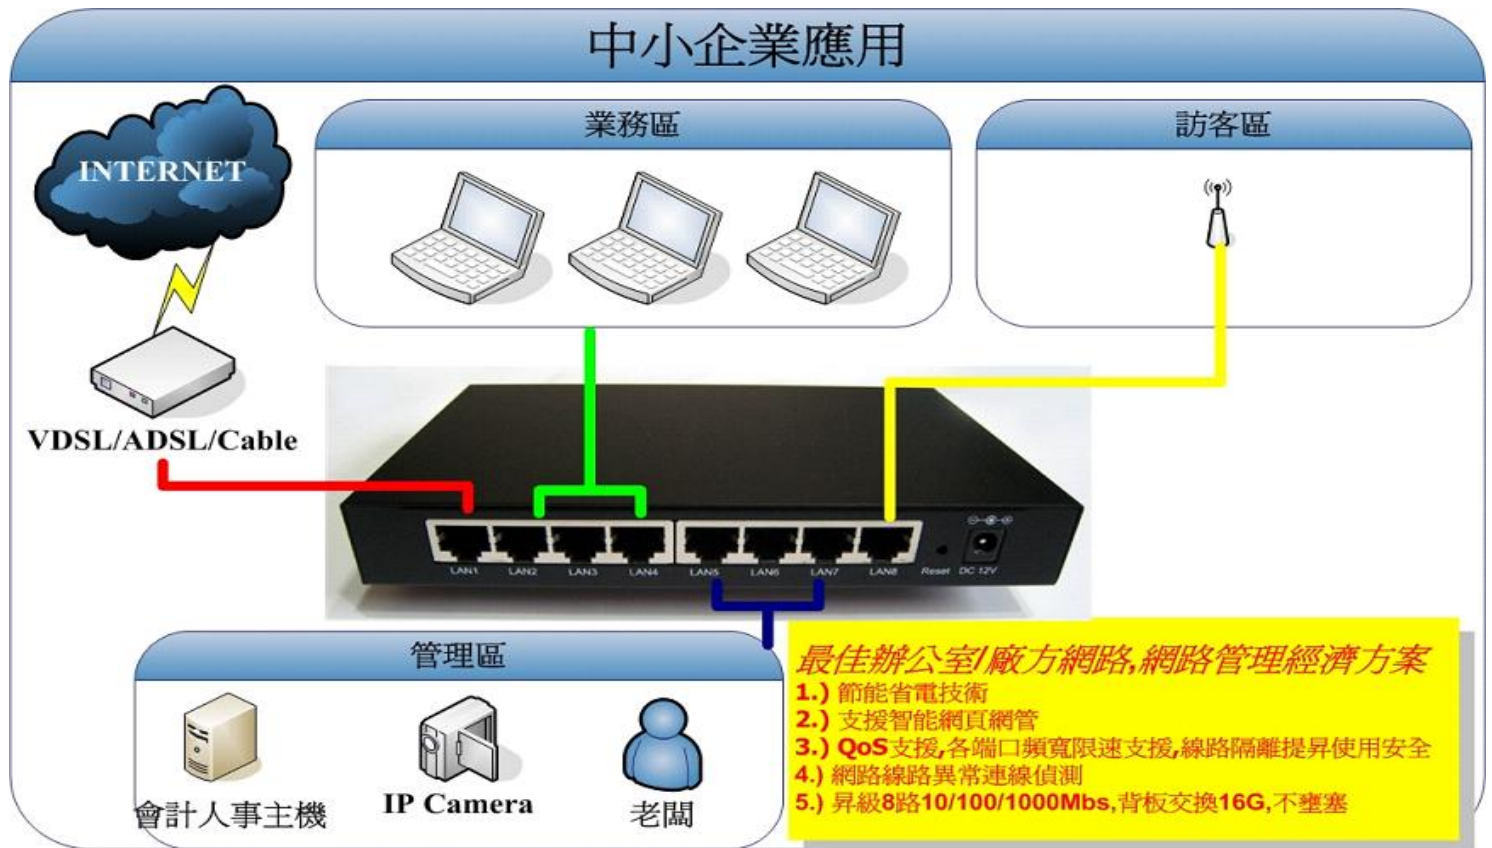 中小企業應用
INTERNET
業務區
訪客區
VDSL/ADSL/Cable
LAN1 LAN2 LAN3 LAN4 LAN5 LAN6 LAN7 LAN8 Reset DC 12V
管理區
會計人事主機
IP Camera
老闆
最佳辦公室/廠方網路,網路管理經濟方案
1.) 節能省電技術
2.) 支援智能網頁網管
3.) QoS支援,各端口頻寬限速支援,線路隔離提昇使用安全
4.) 網路線路異常連線偵測
5.) 昇級8路10/100/1000Mbs,背板交換16G,不壅塞